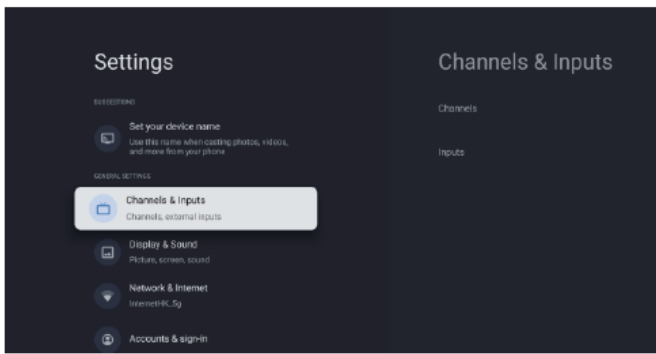 Settings
SUGGESTIONS
Set your device name
Use this name when casting photos, videos,
and more from your phone
GENERAL SETTINGS
Channels & Inputs
Channels, external inputs
Display & Sound
Picture, screen, sound
Network & Internet
InternetHK_5g
Accounts & sign-in
Channels & Inputs
Channels
Inputs